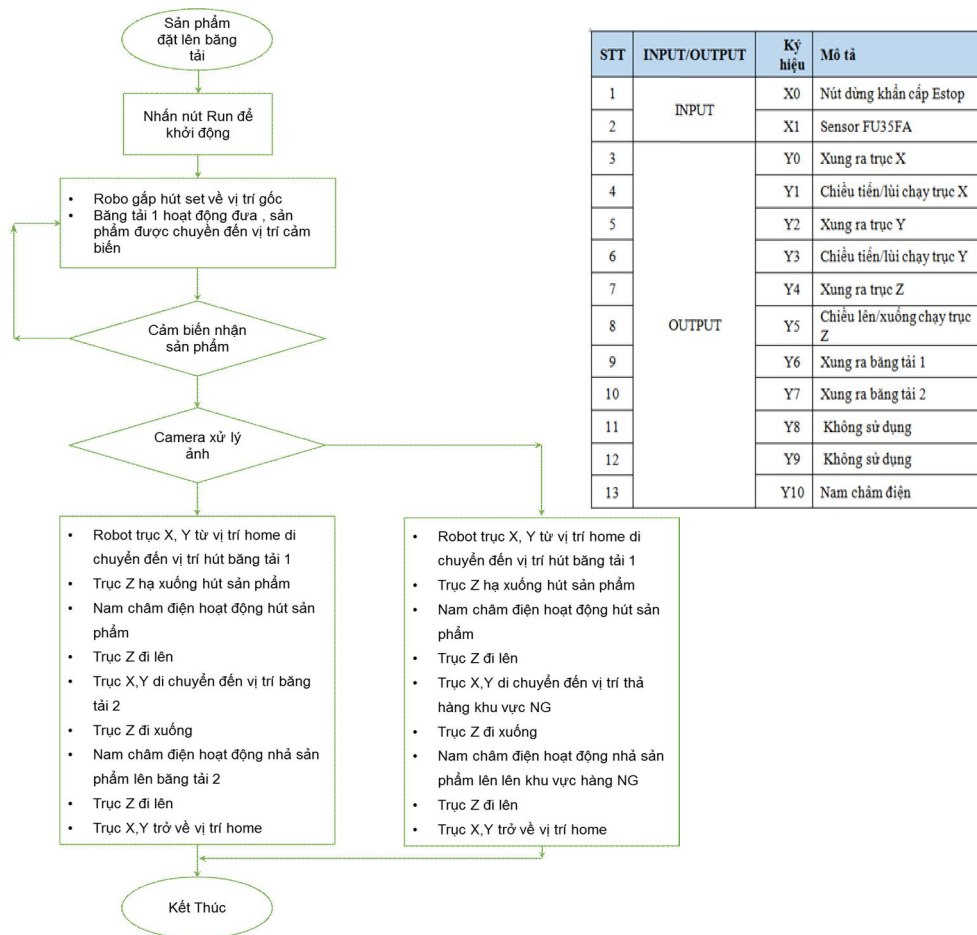 Sản phẩm
đặt lên băng
tải
Nhấn nút Run để
khởi động
• Robo gắp hút set về vị trí gốc
• Băng tải 1 hoạt động đưa , sản
phẩm được chuyền đến vị trí cảm
biến
Cảm biến nhận
sản phẩm
Camera xử lý
ảnh
• Robot trục X, Y từ vị trí home di
chuyển đến vị trí hút băng tải 1
• Trục Z hạ xuống hút sản phẩm
• Nam châm điện hoạt động hút sản
phẩm
• Trục Z đi lên
• Trục X,Y di chuyển đến vị trí băng
tải 2
• Trục Z đi xuống
• Nam châm điện hoạt động nhả sản
phẩm lên băng tải 2
• Trục Z đi lên
• Trục X,Y trở về vị trí home
• Robot trục X, Y từ vị trí home di
chuyển đến vị trí hút băng tải 1
• Trục Z hạ xuống hút sản phẩm
• Nam châm điện hoạt động hút sản
phẩm
• Trục Z đi lên
• Trục X,Y di chuyển đến vị trí thả
hàng khu vực NG
• Trục Z đi xuống
• Nam châm điện hoạt động nhả sản
phẩm lên lên khu vực hàng NG
• Trục Z đi lên
• Trục X,Y trở về vị trí home
Kết Thúc
STT INPUT/OUTPUT Ký hiệu Mô tả
1 INPUT X0 Nút dừng khẩn cấp Estop
2 X1 Sensor FU35FA
3 OUTPUT Y0 Xung ra trục X
4 Y1 Chiều tiến/lùi chạy trục X
5 Y2 Xung ra trục Y
6 Y3 Chiều tiến/lùi chạy trục Y
7 Y4 Xung ra trục Z
8 Y5 Chiều lên/xuống chạy trục
Z
9 Y6 Xung ra băng tải 1
10 Y7 Xung ra băng tải 2
11 Y8 Không sử dụng
12 Y9 Không sử dụng
13 Y10 Nam châm điện